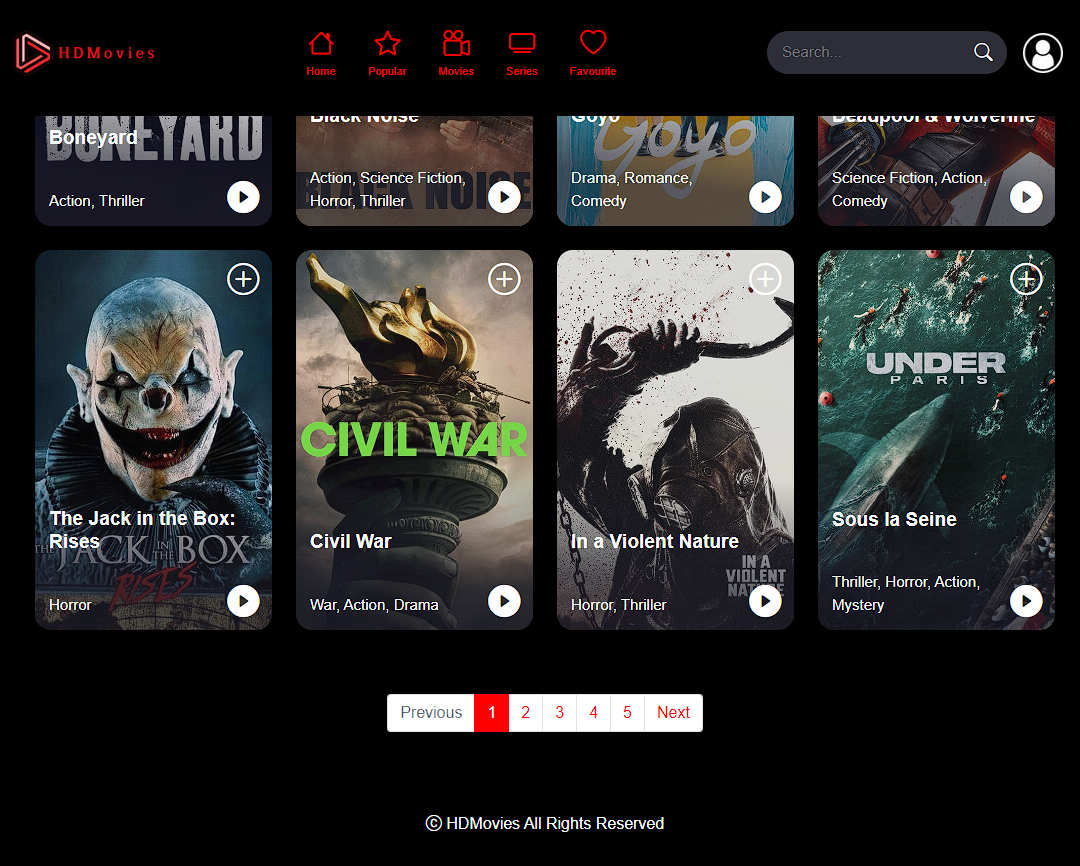 HDMovies
Home
Popular
Movies
Series
Favourite
Search...
BONEYARD
Boneyard
Action, Thriller
Black Noise
Action, Science Fiction,
Horror, Thriller
BLACK NOISE
Goyo
Goyo
Drama, Romance,
Comedy
Deadpool & Wolverine
Science Fiction, Action,
Comedy
The Jack in the Box:
Rises
THE JACK IN THE BOX
RISES
Horror
CIVIL WAR
Civil War
War, Action, Drama
In a Violent Nature
IN A
VIOLENT
NATURE
Horror, Thriller
UNDER
PARIS
Sous la Seine
Thriller, Horror, Action,
Mystery
Previous
1
2
3
4
5
Next
© HDMovies All Rights Reserved